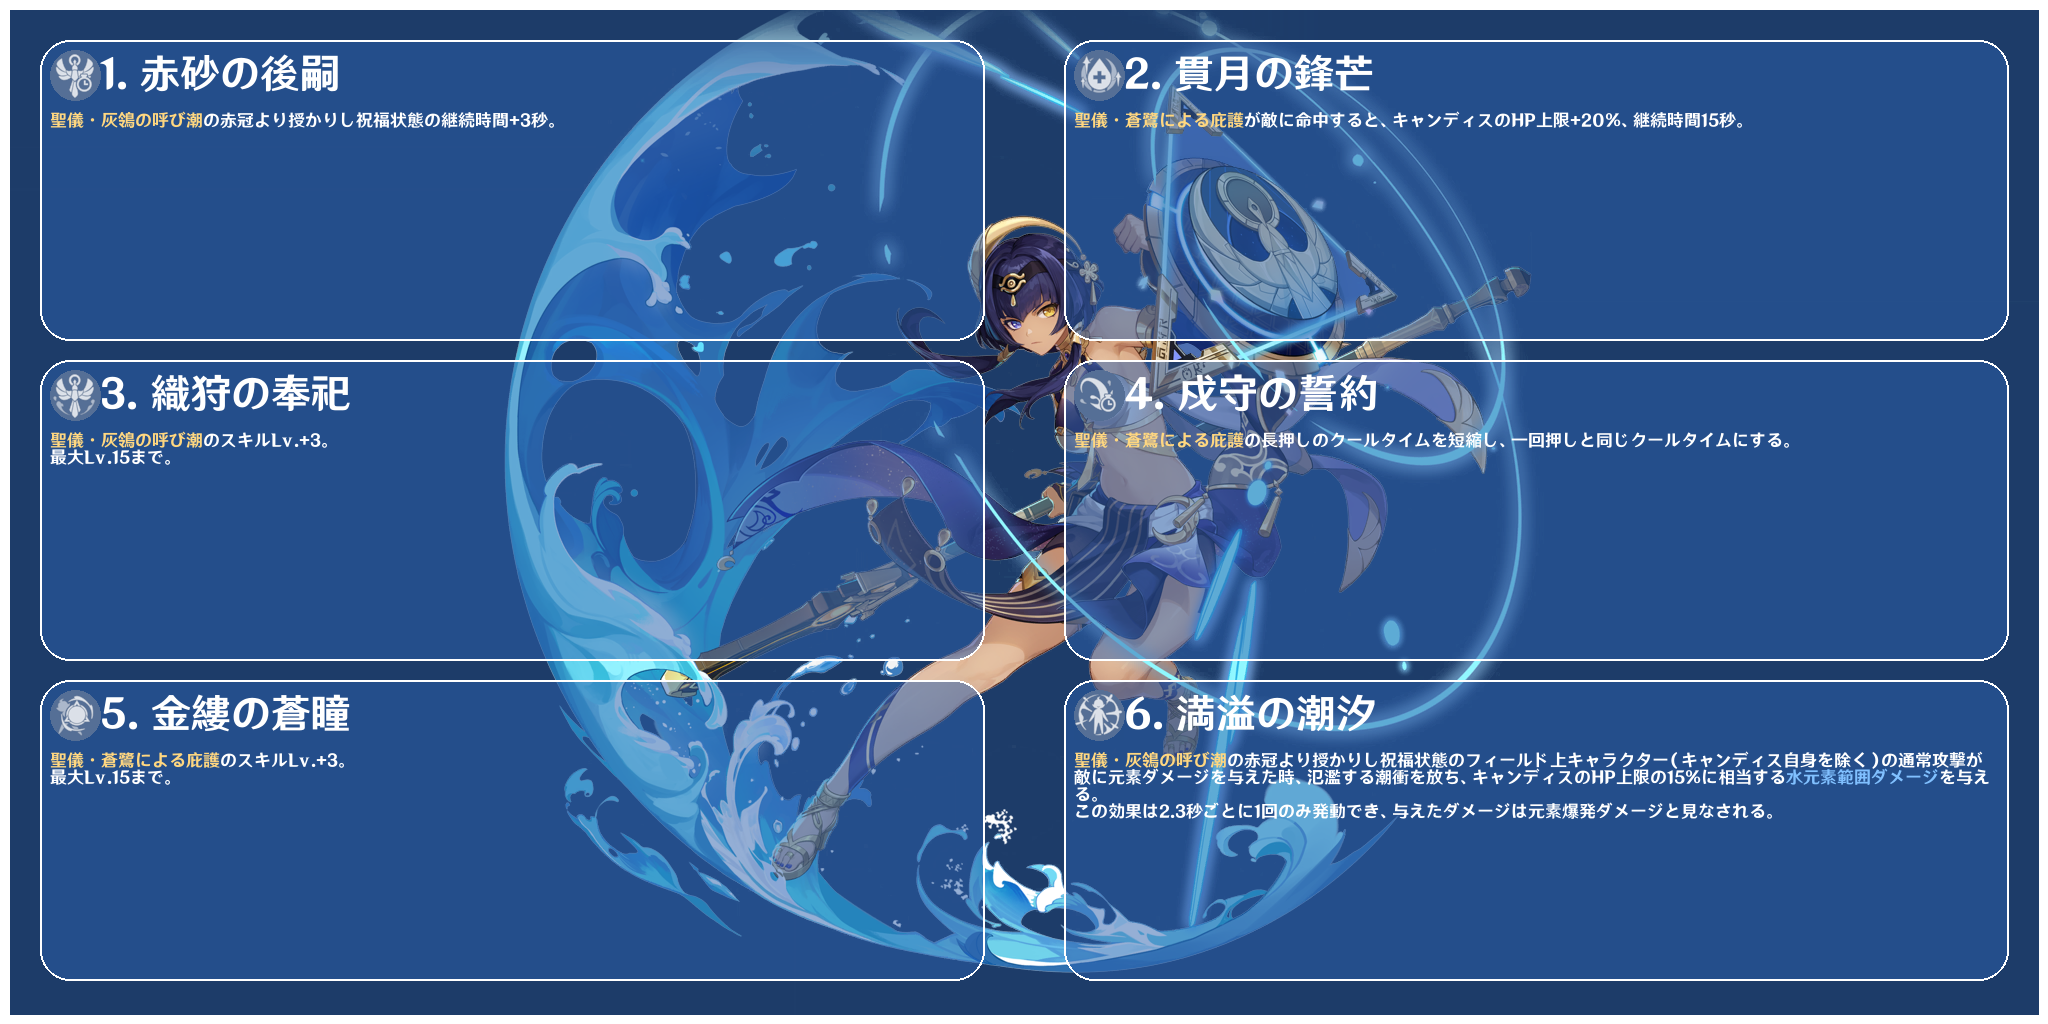 1. 赤砂の後嗣
聖儀・灰鴒の呼び潮の赤冠より授かりし祝福状態の継続時間+3秒。
2. 貫月の鋒芒
聖儀・蒼鷺による庇護が敵に命中すると、キャンディスのHP上限+20%、継続時間15秒。
3. 織狩の奉祀
聖儀・灰鴒の呼び潮のスキルLv.+3。
最大Lv.15まで。
4. 戍守の誓約
聖儀・蒼鷺による庇護の長押しのクールタイムを短縮し、一回押しと同じクールタイムにする。
5. 金縷の蒼瞳
聖儀・蒼鷺による庇護のスキルLv.+3。
最大Lv.15まで。
6. 満溢の潮汐
聖儀・灰鴒の呼び潮の赤冠より授かりし祝福状態のフィールド上キャラクター(キャンディス自身を除く)の通常攻撃が
敵に元素ダメージを与えた時、氾濫する潮衝を放ち、キャンディスのHP上限の15%に相当する水元素範囲ダメージを与え
る。
この効果は2.3秒ごとに1回のみ発動でき、与えたダメージは元素爆発ダメージと見なされる。